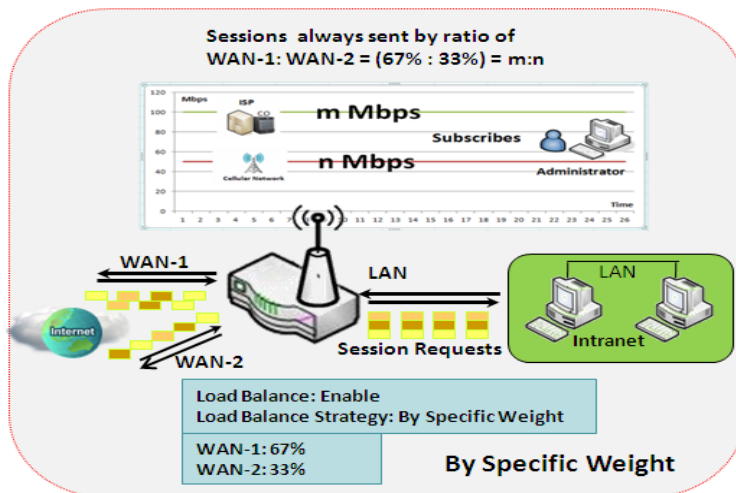 Sessions always sent by ratio of
WAN-1: WAN-2 = (67% : 33%) = m:n
120
Mbps
ISP
CO
100
m Mbps
80
Subscribes
60
n Mbps
40
Cellular Network
Administrator
20
Time
0
1 2 3 4 5 6 7 10 11 12 13 14 15 16 17 18 19 20 21 22 23 24 25 26
WAN-1
LAN
LAN
Internet
Session Requests
Intranet
WAN-2
Load Balance: Enable
Load Balance Strategy: By Specific Weight
WAN-1: 67%
WAN-2: 33%
By Specific Weight